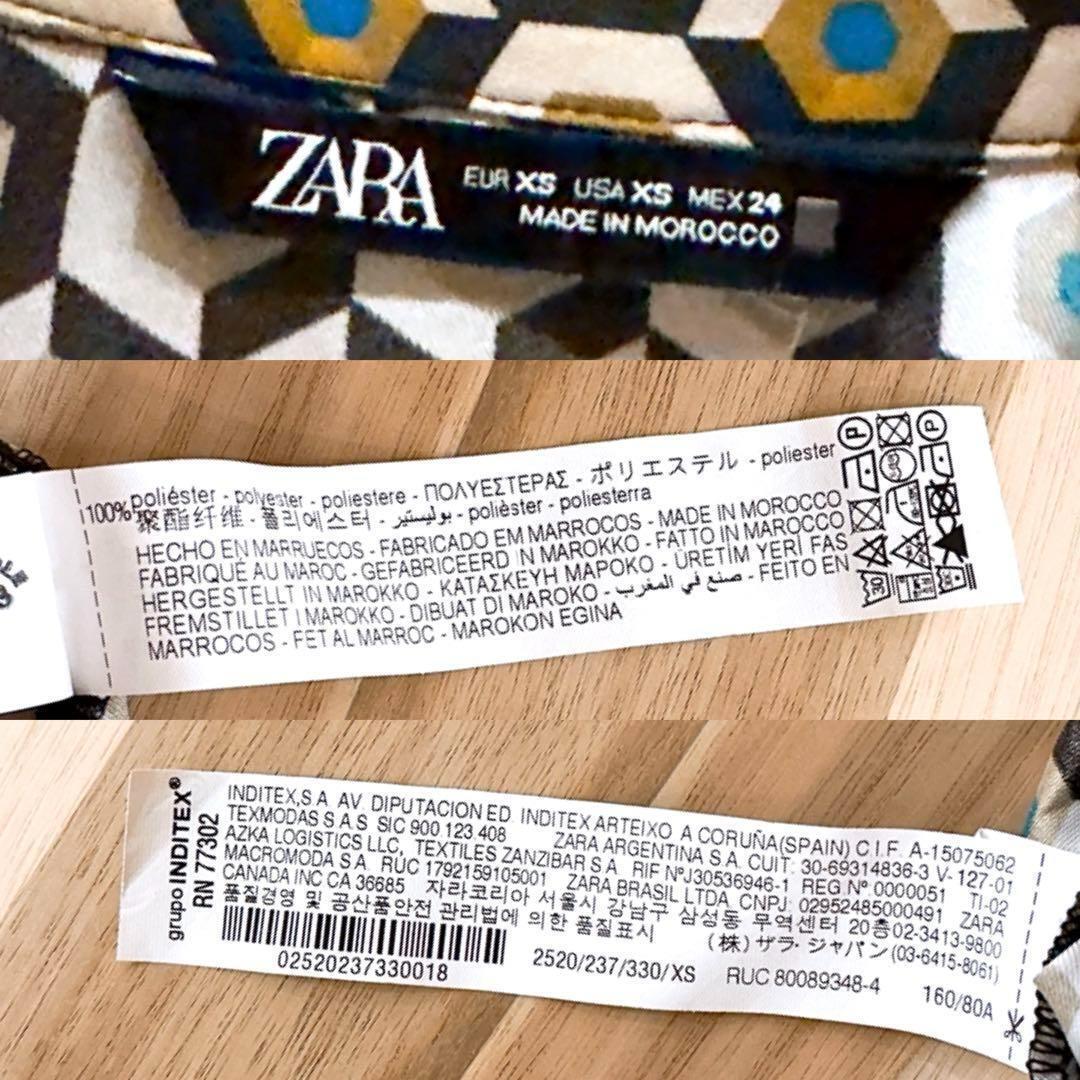 ZARA
EUR XS USA XS MEX 24
MADE IN MOROCCO
100% poliéster - polyester - poliestere - ΠΟΛΥΕΣΤΕΡΑΣ - ポリエステル - poliester
聚酯纤维 - 폴리에스터 - بوليستير - polièster - poliesterra
HECHO EN MARRUECOS - FABRICADO EM MARROCOS - MADE IN MOROCCO
FABRIQUÉ AU MAROC - GEFABRICEERD IN MAROKKO - FATTO IN MAROCCO
HERGESTELLT IN MAROKKO - ΚΑΤΑΣΚΕΥΗ ΜΑΡΟΚΟ - ÜRETİM YERİ FAS
FREMSTILLET I MAROKKO - DIBUAT DI MAROKO - صنع في المغرب - FEITO EN
MARROCOS - FET AL MARROC - MAROKON EGINA
P
P
30
grupo INDITEX®
RN 77302
INDITEX,S.A. AV. DIPUTACION ED. INDITEX ARTEIXO A CORUÑA(SPAIN) C.I.F. A-15075062
TEXMODAS S A S SIC 900 123 408 ZARA ARGENTINA S.A. CUIT: 30-69314836-3 V-127-01
AZKA LOGISTICS LLC, TEXTILES ZANZIBAR S A RIF NºJ30536946-1 REG.Nº 0000051 TI-02
MACROMODA S.A. RUC 1792159105001 ZARA BRASIL LTDA. CNPJ: 02952485000491 ZARA
CANADA INC CA 36685 자라코리아 서울시 강남구 삼성동 무역센터 20층02-3413-9800
품질경영 및 공산품안전 관리법에 의한 품질표시 (株)ザラ・ジャパン(03-6415-8061)
02520237330018
2520/237/330/XS RUC 80089348-4 160/80A